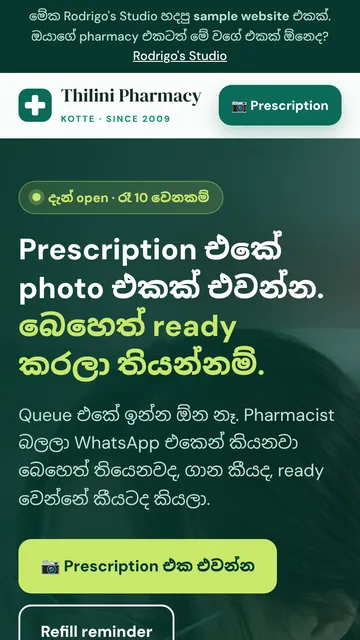 මේක Rodrigo's Studio හදපු sample website එකක්.
ඔයාගේ pharmacy එකටත් මේ වගේ එකක් ඕනෙද?
Rodrigo's Studio
Thilini Pharmacy
KOTTE · SINCE 2009
📷 Prescription
දැන් open · රෑ 10 වෙනකම්
Prescription එකේ
photo එකක් එවන්න.
බෙහෙත් ready
කරලා තියන්නම්.
Queue එකේ ඉන්න ඕන නෑ. Pharmacist
බලලා WhatsApp එකෙන් කියනවා
බෙහෙත් තියෙනවද, ගාන කීයද, ready
වෙන්නේ කීයටද කියලා.
📷 Prescription එක එවන්න
Refill reminder